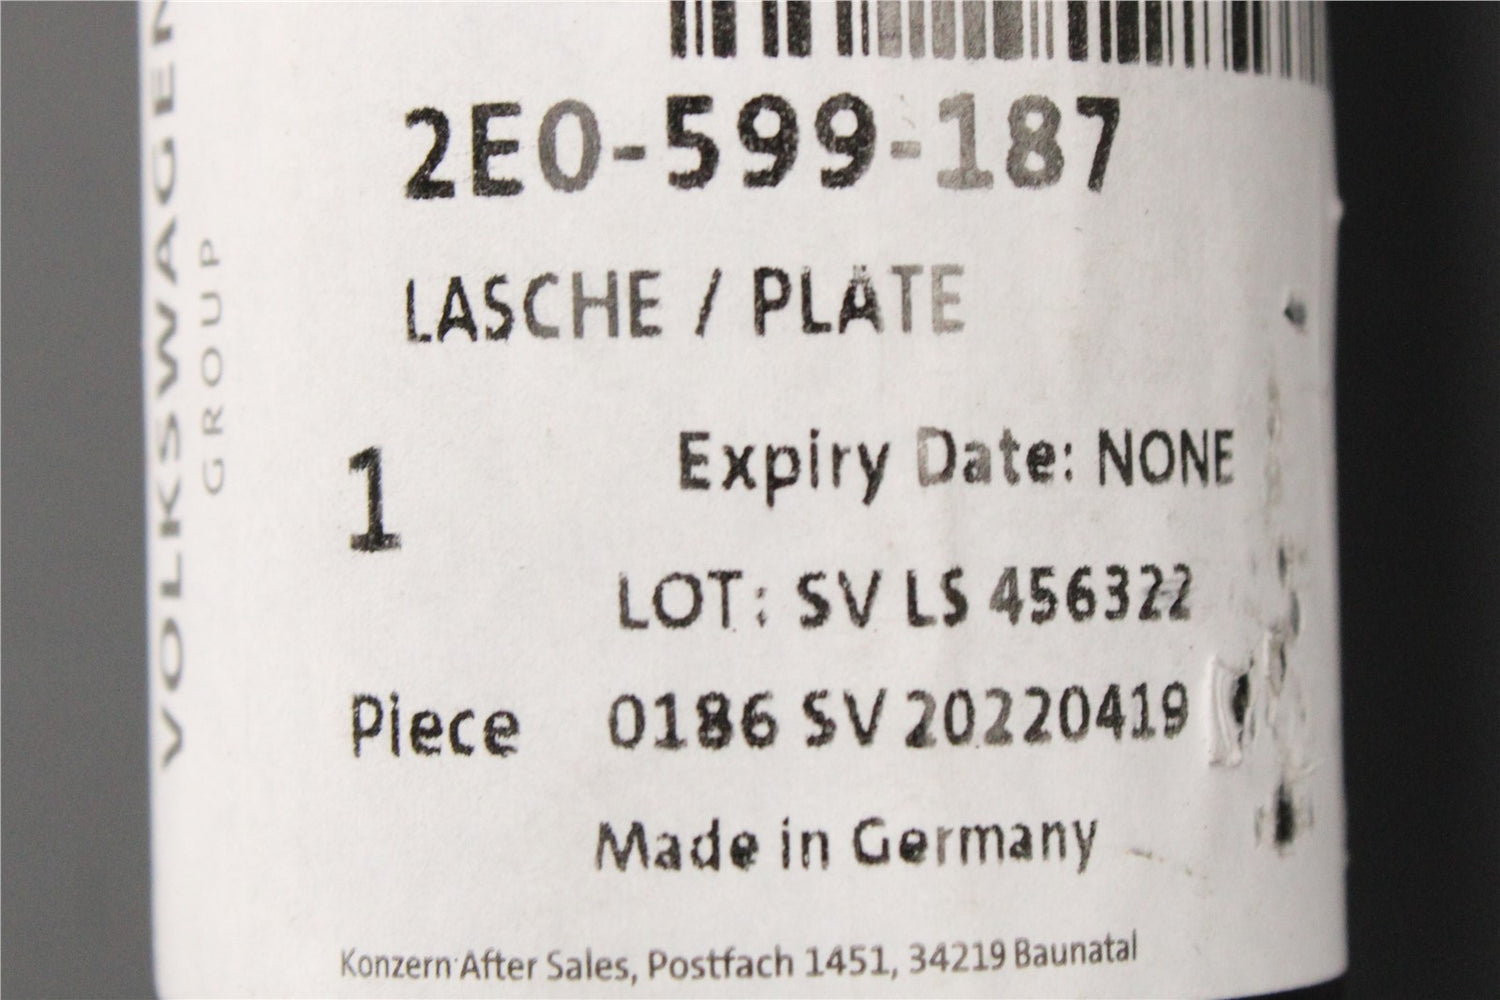 VOLKSWAGEN
GROUP
2E0-599-187
LASCHE / PLATE
1
Expiry Date: NONE
LOT: SV LS 456322
Piece 0186 SV 20220419
Made in Germany
Konzern After Sales, Postfach 1451, 34219 Baunatal